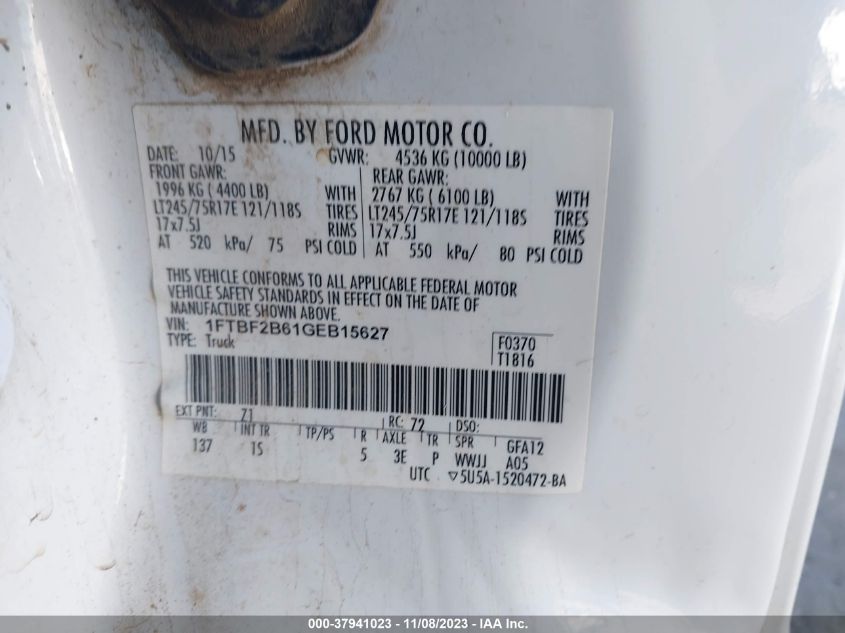 MFD. BY FORD MOTOR CO.
DATE: 10/15 GVWR: 4536 KG (10000 LB)
FRONT GAWR: REAR GAWR:
1996 KG ( 4400 LB) WITH 2767 KG ( 6100 LB) WITH
LT245/75R17E 121/118S TIRES LT245/75R17E 121/118S TIRES
17x7.5J RIMS 17x7.5J RIMS
AT 520 kPa/ 75 PSI COLD AT 550 kPa/ 80 PSI COLD
THIS VEHICLE CONFORMS TO ALL APPLICABLE FEDERAL MOTOR
VEHICLE SAFETY STANDARDS IN EFFECT ON THE DATE OF
MANUFACTURE SHOWN ABOVE.
VIN: 1FTBF2B61GEB15627
TYPE: Truck
F0370
T1816
EXT PNT: Z1 RC: 72 DSO:
WB INT TR TP/PS R AXLE TR SPR GFA12
137 1S 5 3E P WWJJ A05
UTC ▽5U5A-1520472-BA
000-37941023 - 11/08/2023 - IAA Inc.